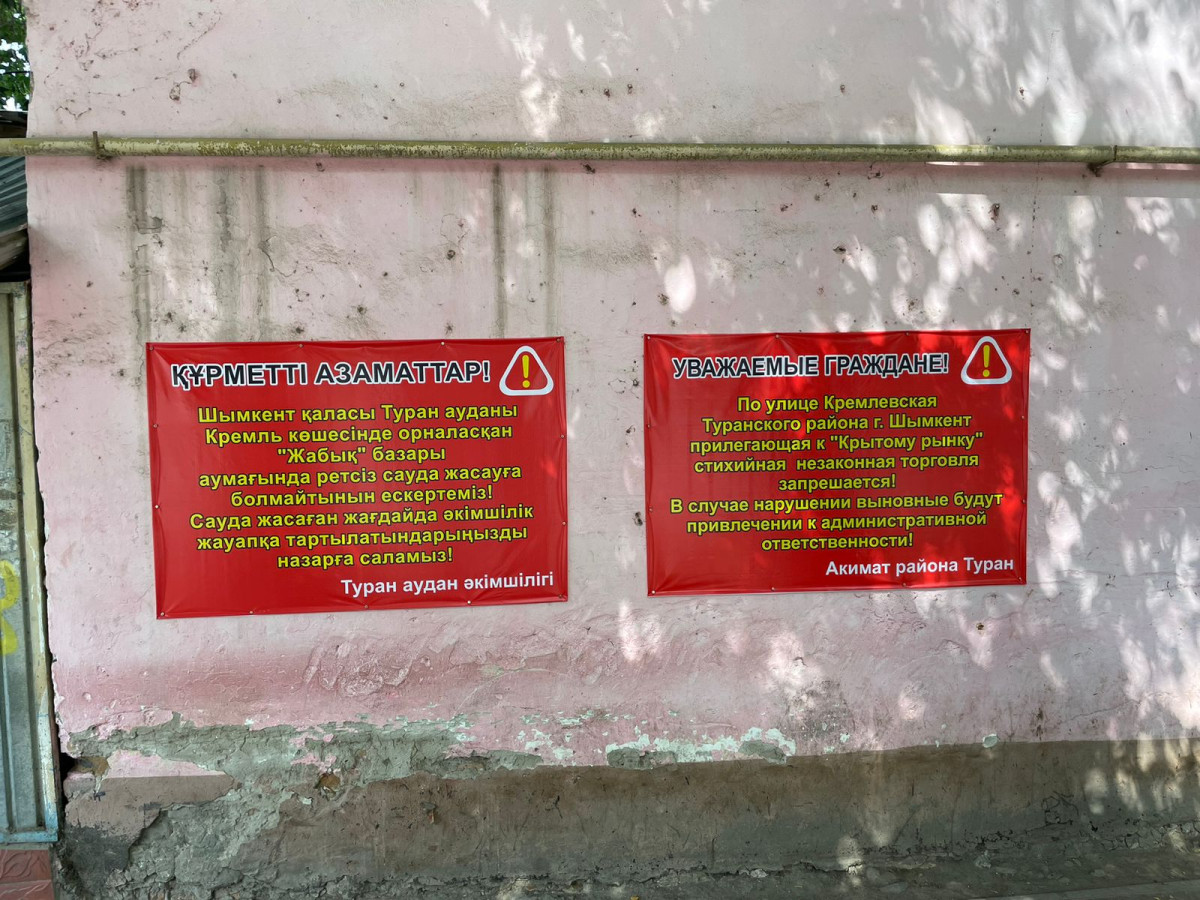 ҚҰРМЕТТІ АЗАМАТТАР!
Шымкент қаласы Туран ауданы
Кремль көшесінде орналасқан
"Жабық" базары
аумағында ретсіз сауда жасауға
болмайтынын ескертеміз!
Сауда жасаған жағдайда әкімшілік
жауапқа тартылатындарыңызды
назарға саламыз!
Туран аудан әкімшілігі
УВАЖАЕМЫЕ ГРАЖДАНЕ!
По улице Кремлевская
Туранского района г. Шымкент
прилегающая к "Крытому рынку"
стихийная незаконная торговля
запрешается!
В случае нарушении выновные будут
привлечении к административной
ответственности!
Акимат района Туран